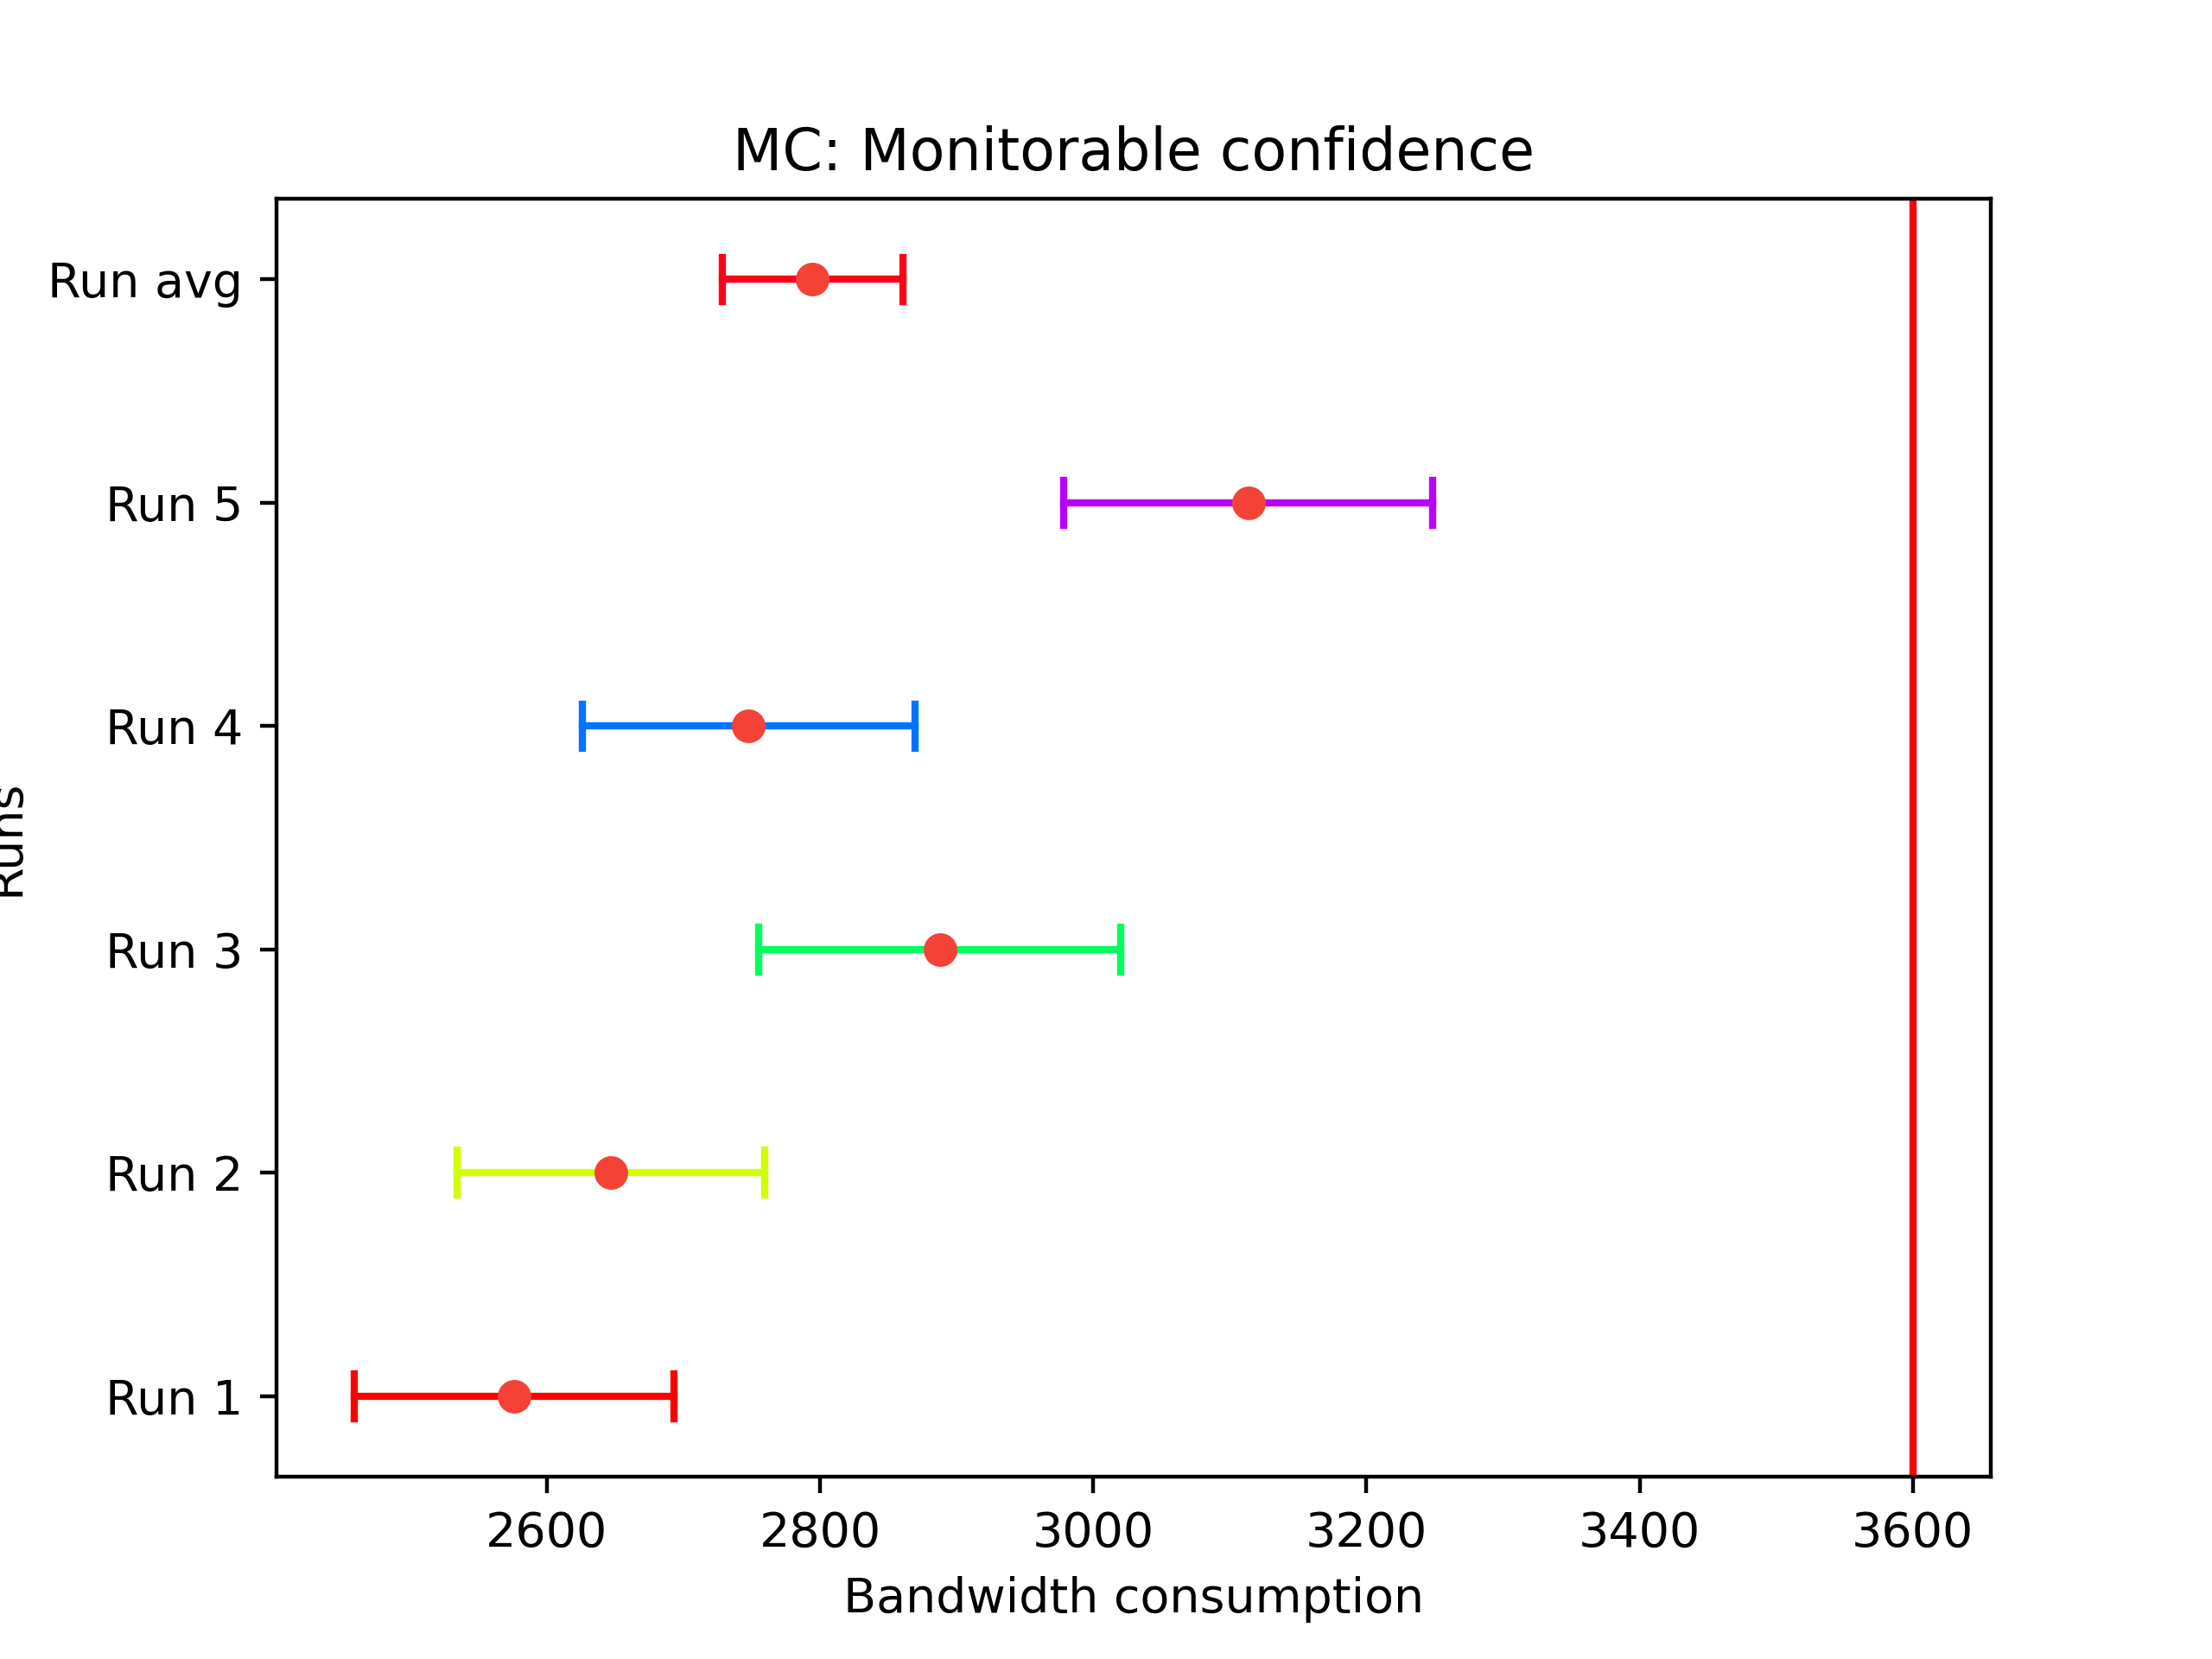 MC: Monitorable confidence
Run avg
Run 5
Run 4
Run 3
Run 2
Run 1
Runs
2600 2800 3000 3200 3400 3600
Bandwidth consumption